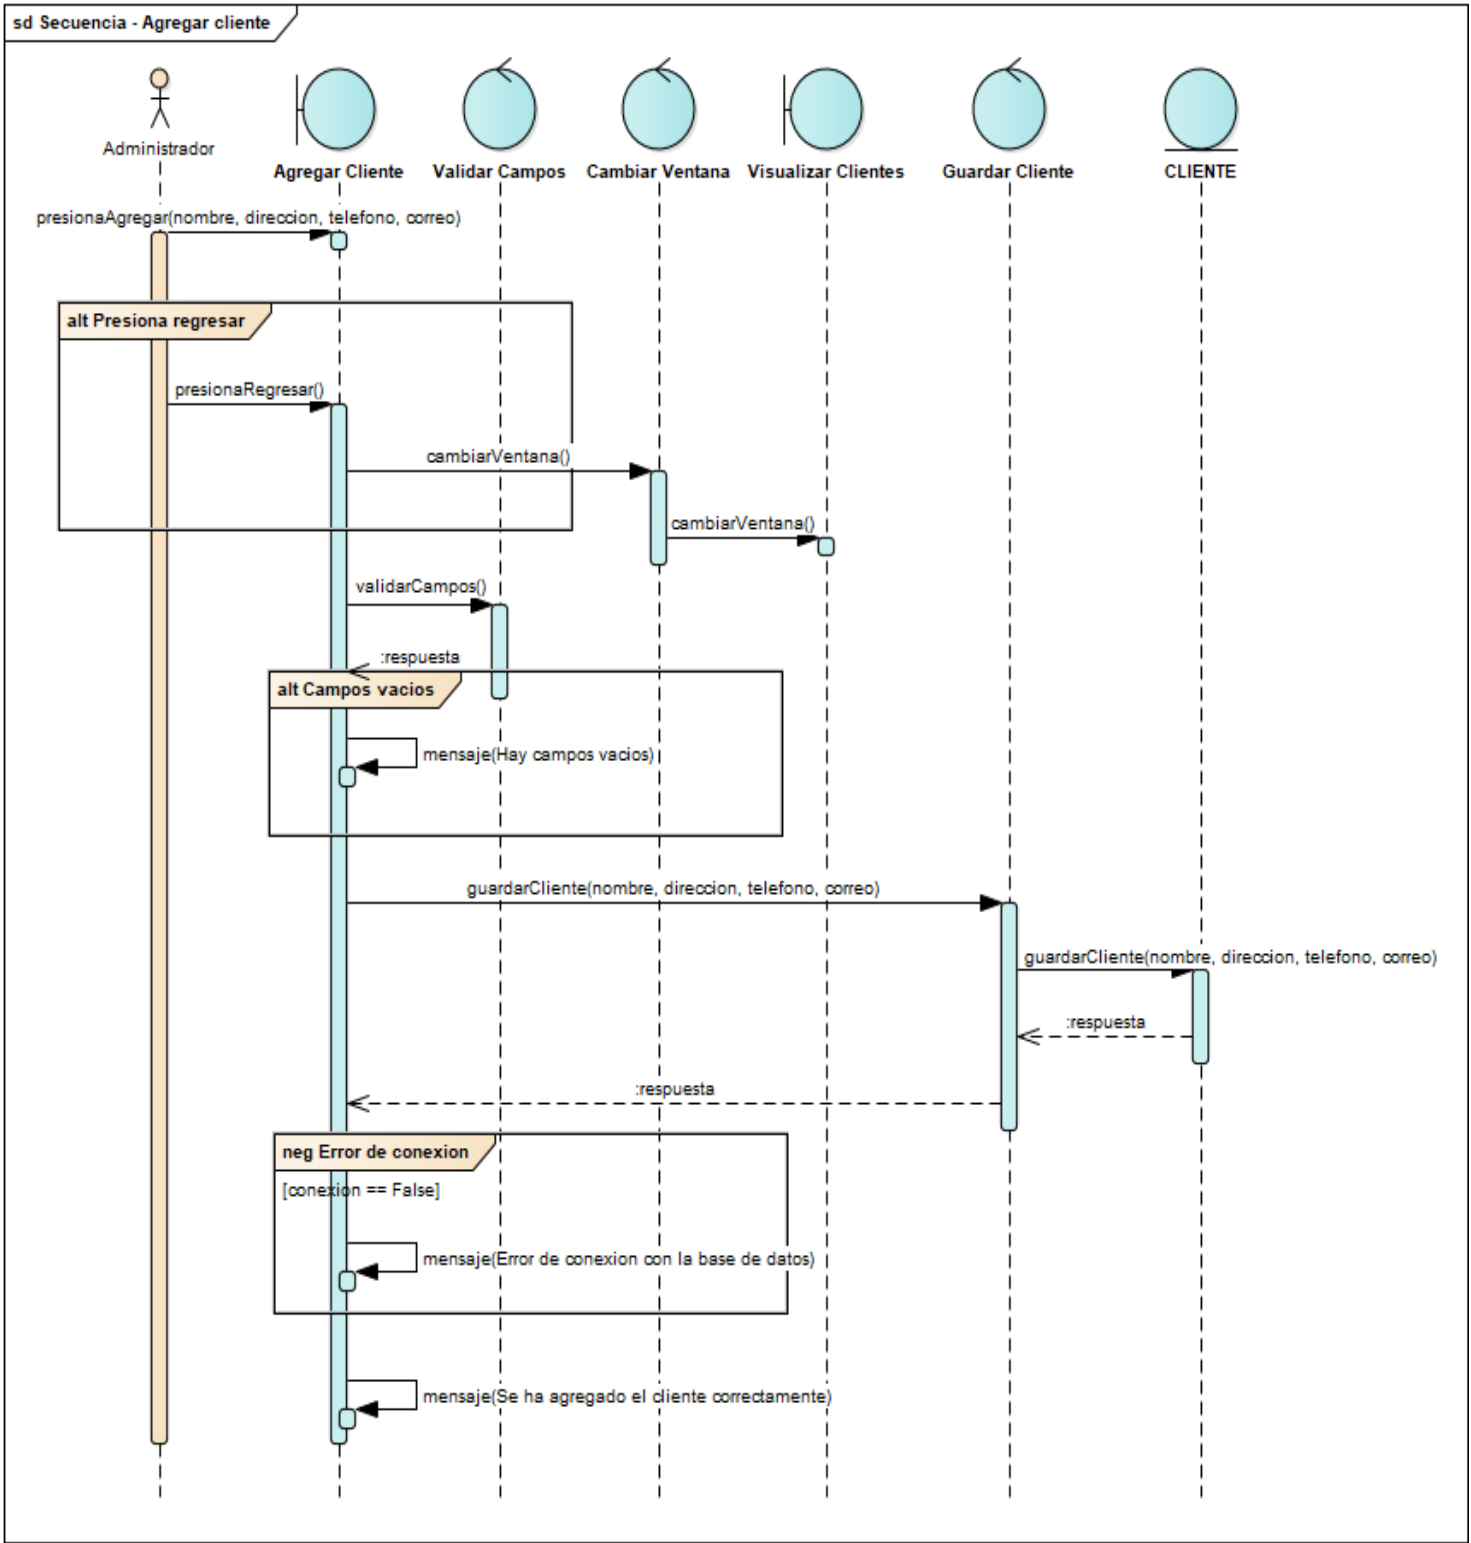 sd Secuencia - Agregar cliente
Administrador
Agregar Cliente
Validar Campos
Cambiar Ventana
Visualizar Clientes
Guardar Cliente
CLIENTE
presionaAgregar(nombre, direccion, telefono, correo)
alt Presiona regresar
presionaRegresar()
cambiarVentana()
cambiarVentana()
validarCampos()
:respuesta
alt Campos vacios
mensaje(Hay campos vacios)
guardarCliente(nombre, direccion, telefono, correo)
guardarCliente(nombre, direccion, telefono, correo)
:respuesta
:respuesta
neg Error de conexion
[conexion == False]
mensaje(Error de conexion con la base de datos)
mensaje(Se ha agregado el cliente correctamente)